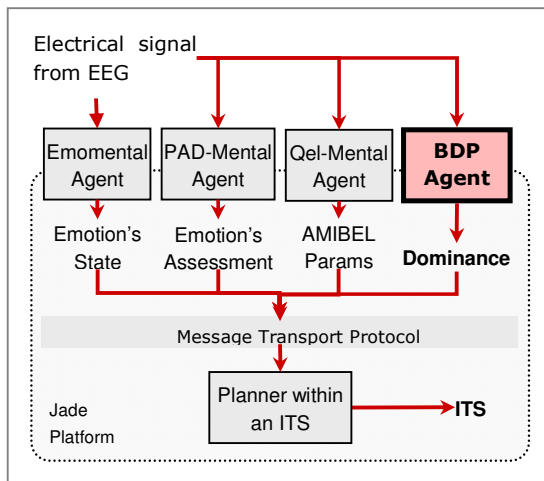 Electrical signal
from EEG
Emomental
Agent
PAD-Mental
Agent
Qel-Mental
Agent
BDP
Agent
Emotion's
State
Emotion's
Assessment
AMIBEL
Params
Dominance
Message Transport Protocol
Planner within
an ITS
ITS
Jade
Platform